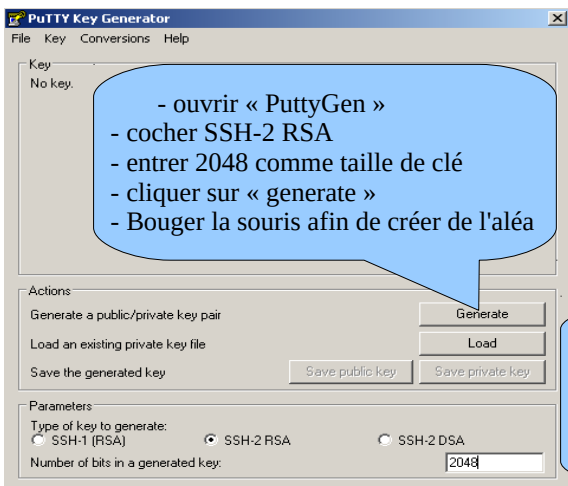 PuTTY Key Generator
File Key Conversions Help
Key
No key.
- ouvrir « PuttyGen »
- cocher SSH-2 RSA
- entrer 2048 comme taille de clé
- cliquer sur « generate »
- Bouger la souris afin de créer de l'aléa
Actions
Generate a public/private key pair
Generate
Load an existing private key file
Load
Save the generated key
Save public key
Save private key
Parameters
Type of key to generate:
SSH-1 (RSA) SSH-2 RSA SSH-2 DSA
Number of bits in a generated key:
2048